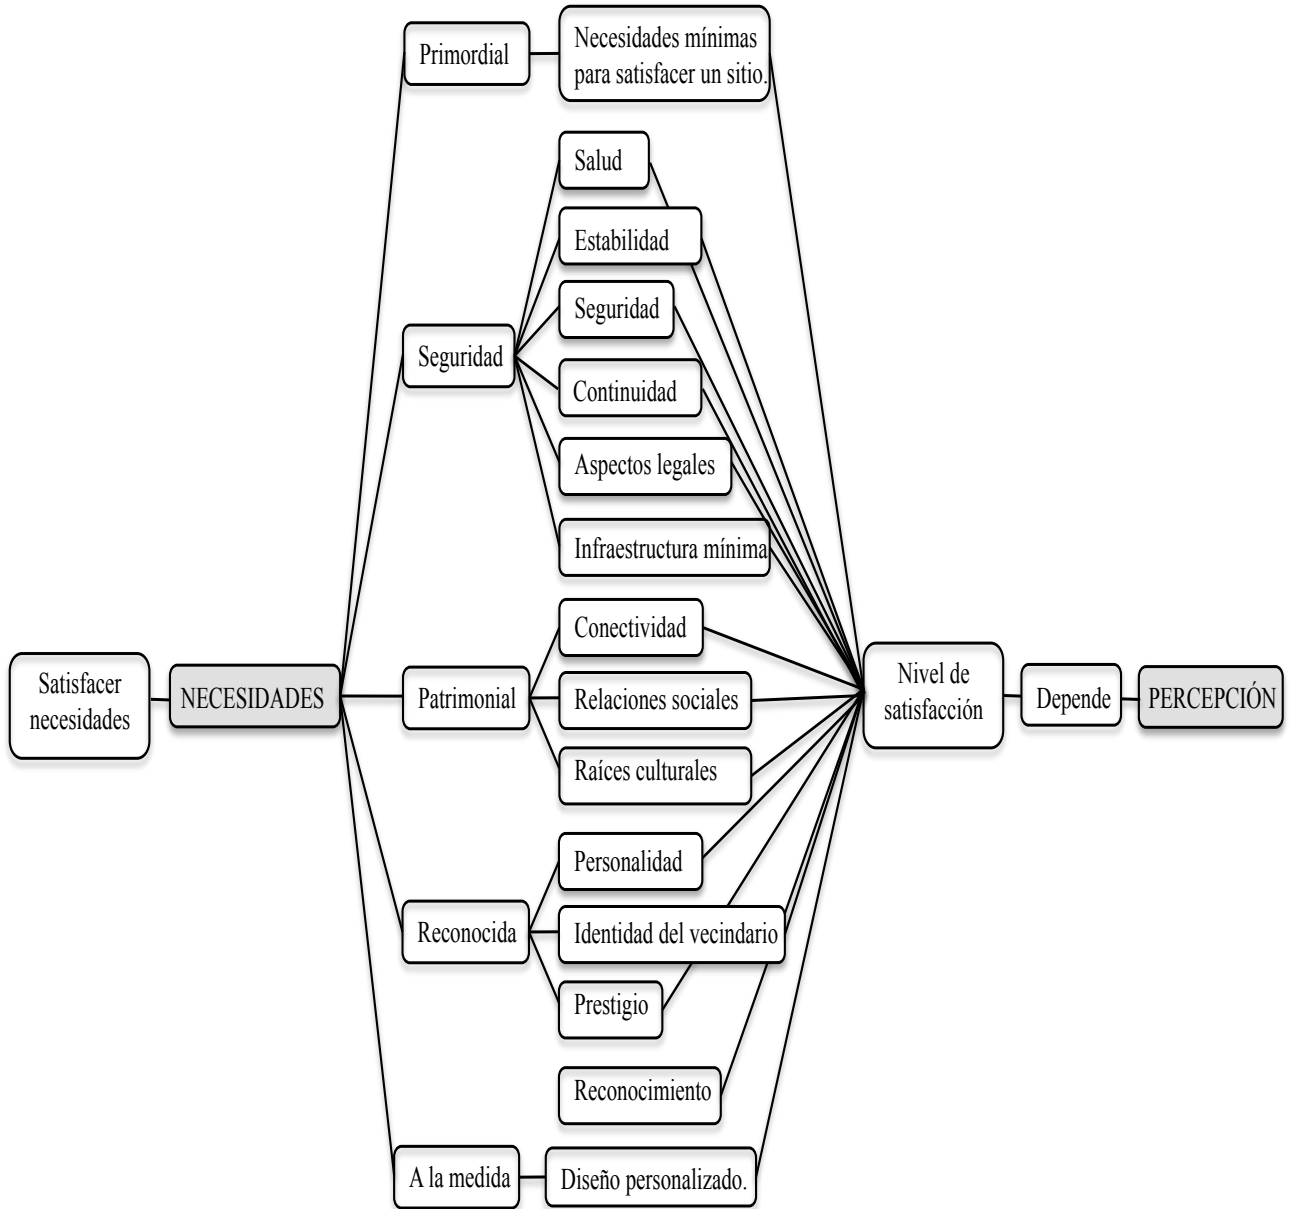 Primordial
Necesidades mínimas
para satisfacer un sitio.
Salud
Estabilidad
Seguridad
Seguridad
Continuidad
Aspectos legales
Infraestructura mínima
Satisfacer
necesidades
NECESIDADES
Patrimonial
Conectividad
Relaciones sociales
Raíces culturales
Nivel de
satisfacción
Depende
PERCEPCIÓN
Reconocida
Personalidad
Identidad del vecindario
Prestigio
Reconocimiento
A la medida
Diseño personalizado.